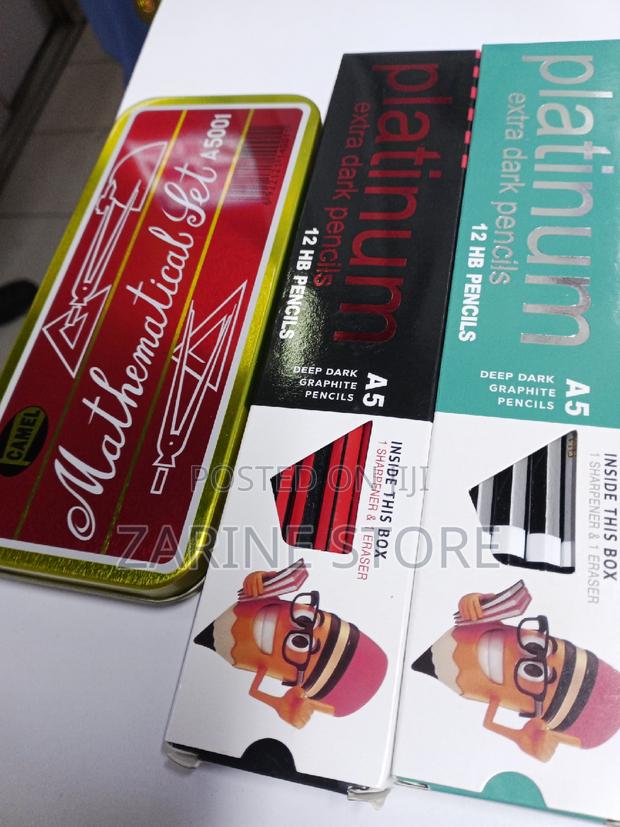 Mathematical Set A5001
CAMEL
platinum
extra dark pencils
12 HB PENCILS
DEEP DARK
GRAPHITE
PENCILS
A5
INSIDE THIS BOX
1 SHARPENER & 1 ERASER
platinum
extra dark pencils
12 HB PENCILS
DEEP DARK
GRAPHITE
PENCILS
A5
INSIDE THIS BOX
1 SHARPENER & 1 ERASER
POSTED ON JIJI
ZARINE STORE